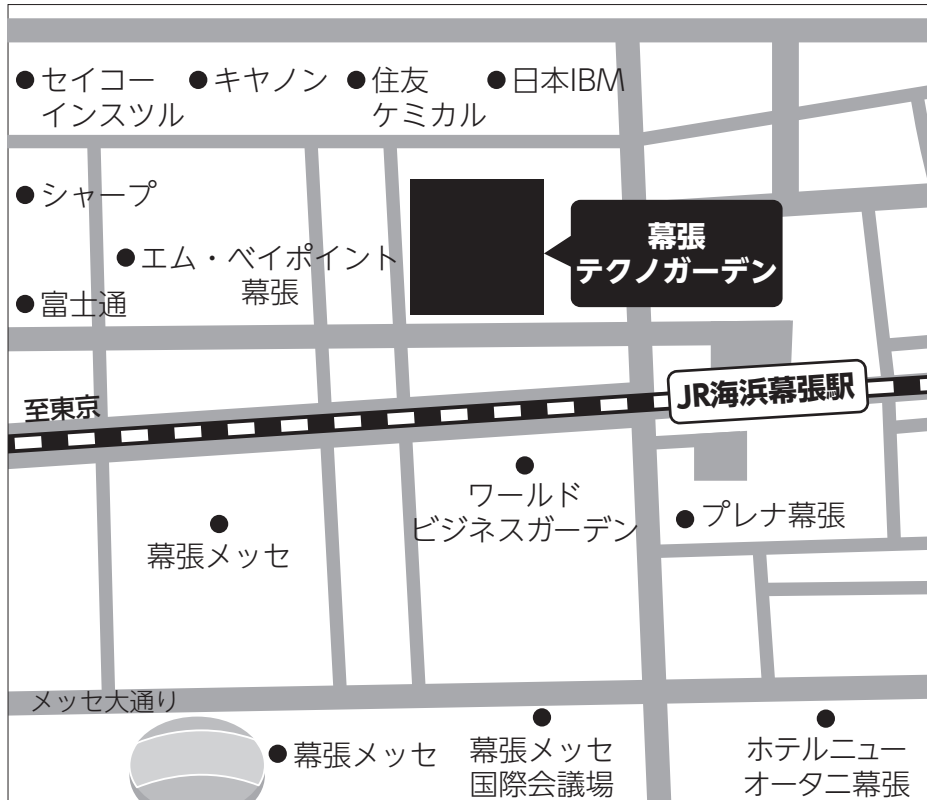 セイコー
インスツル
キヤノン
住友
ケミカル
日本IBM
シャープ
エム・ベイポイント
幕張
富士通
幕張
テクノガーデン
至東京
JR海浜幕張駅
ワールド
ビジネスガーデン
プレナ幕張
幕張メッセ
メッセ大通り
幕張メッセ
幕張メッセ
国際会議場
ホテルニュー
オータニ幕張